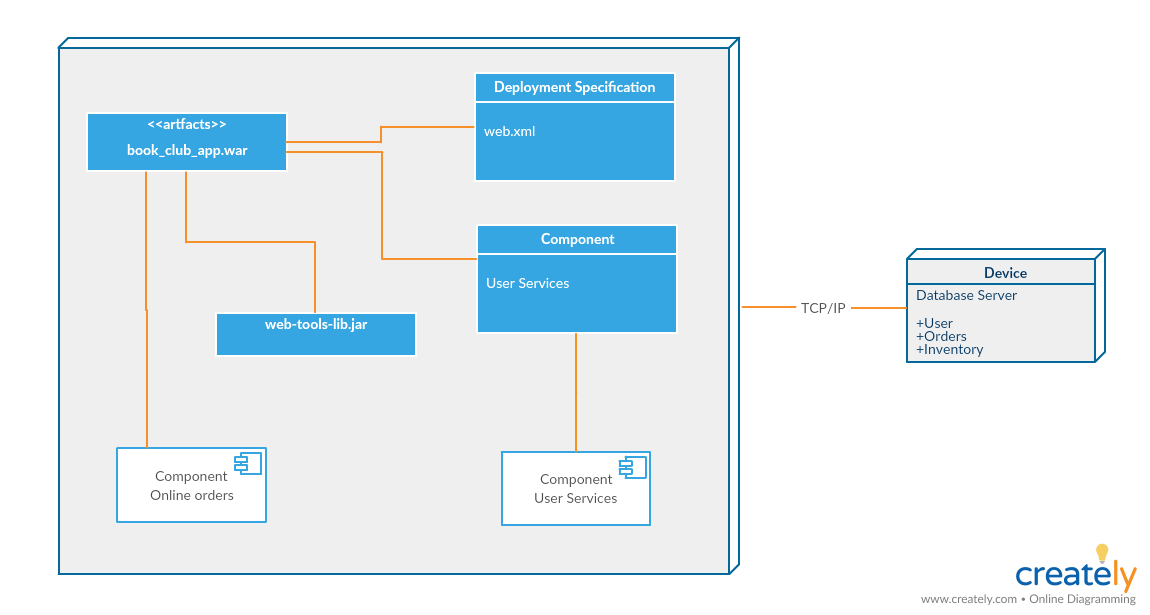 <<artfacts>>
book_club_app.war
Deployment Specification
web.xml
Component
User Services
web-tools-lib.jar
Component
Online orders
Component
User Services
TCP/IP
Device
Database Server
+User
+Orders
+Inventory
creately
www.creately.com • Online Diagramming